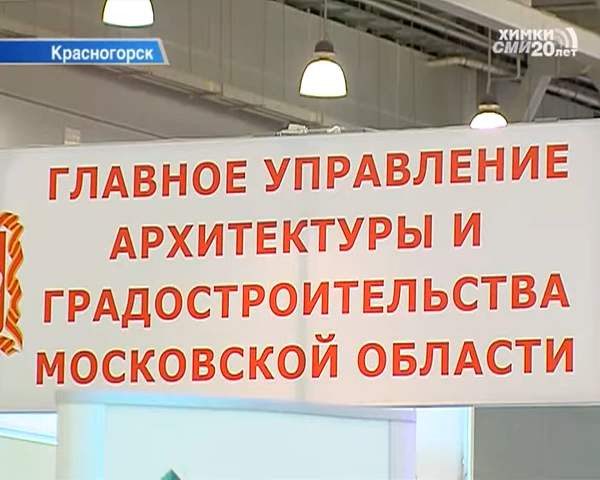 Красногорск
ХИМКИ
СМИ 20 лет
ГЛАВНОЕ УПРАВЛЕНИЕ
АРХИТЕКТУРЫ И
ГРАДОСТРОИТЕЛЬСТВА
МОСКОВСКОЙ ОБЛАСТИ